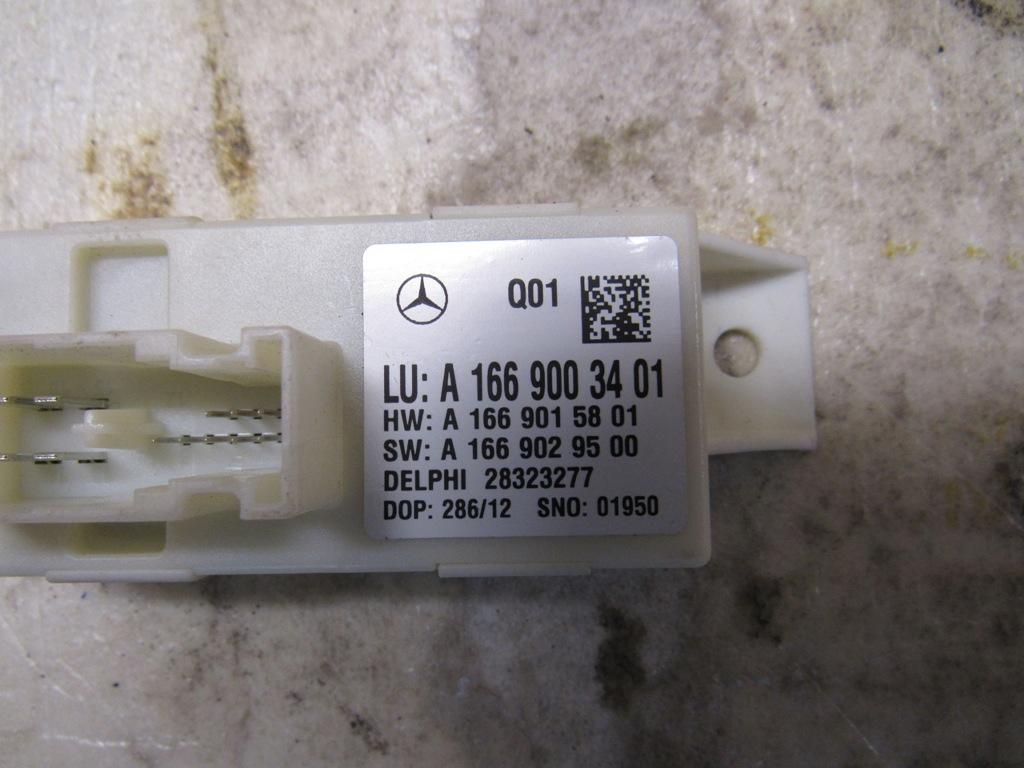 Q01
LU: A 166 900 34 01
HW: A 166 901 58 01
SW: A 166 902 95 00
DELPHI 28323277
DOP: 286/12 SNO: 01950